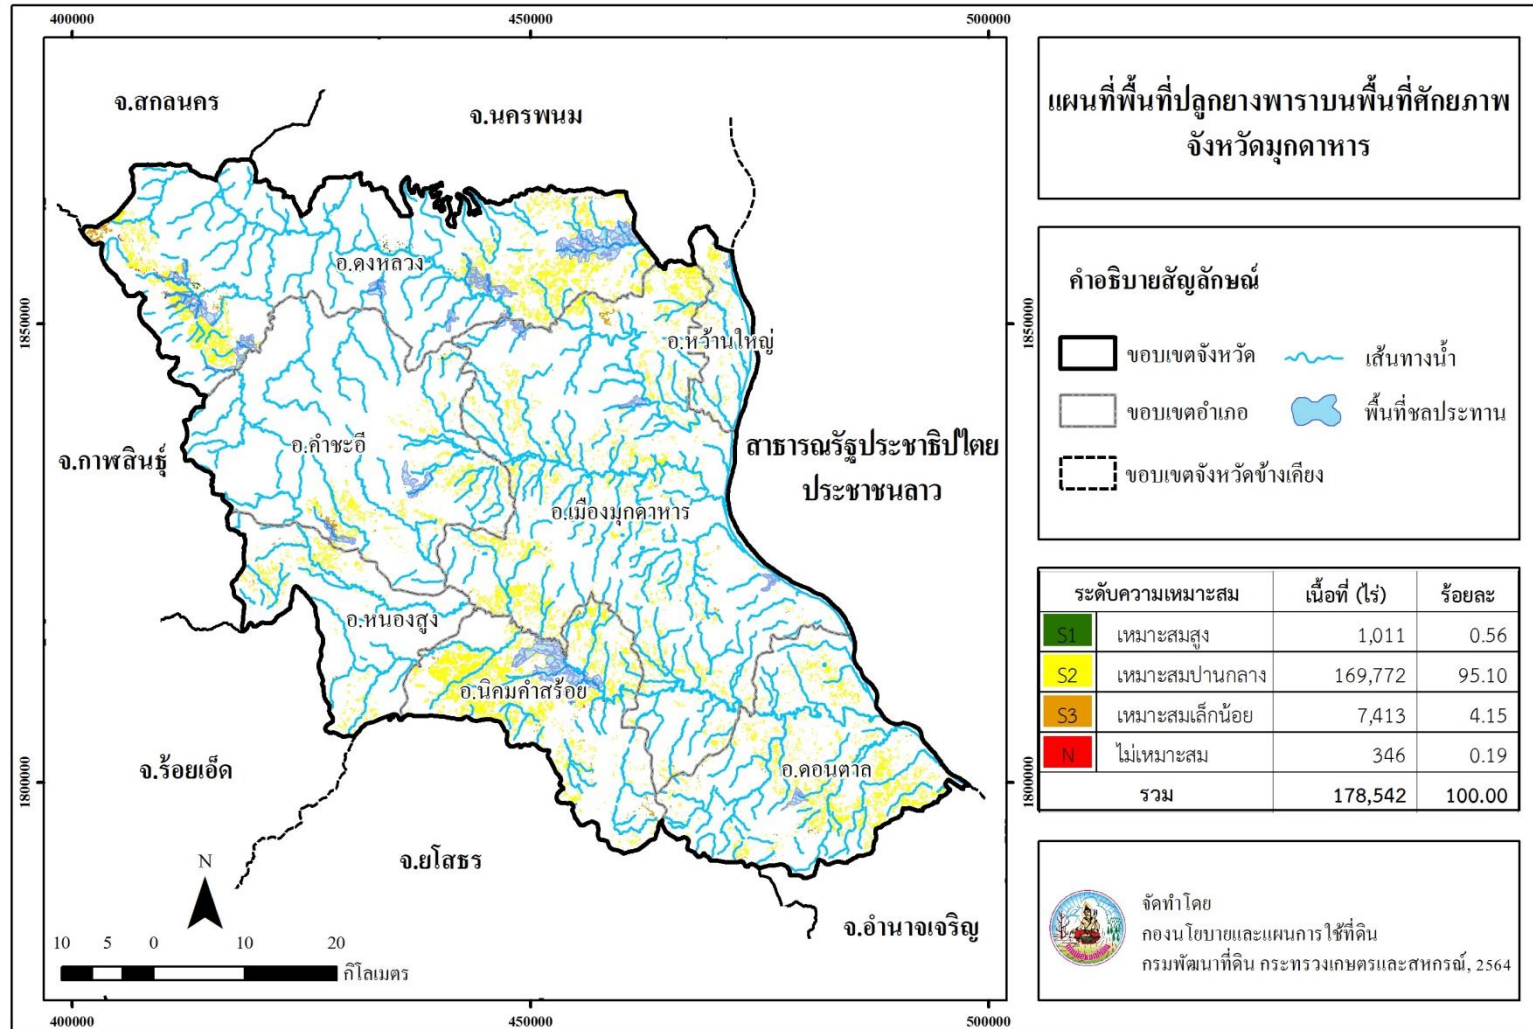 400000
450000
500000
จ.สกลนคร
จ.นครพนม
แผนที่พื้นที่ปลูกยางพาราบนพื้นที่ศักยภาพ
จังหวัดมุกดาหาร
อ.ดงหลวง
1850000
1850000
อ.หว้านใหญ่
จ.กาฬสินธุ์
อ.คำชะอี
สาธารณรัฐประชาธิปไตย
ประชาชนลาว
อ.เมืองมุกดาหาร
อ.หนองสูง
อ.นิคมคำสร้อย
จ.ร้อยเอ็ด
อ.ดอนตาล
1800000
1800000
จ.ยโสธร
จ.อำนาจเจริญ
N
10 5 0 10 20
กิโลเมตร
400000
450000
500000
คำอธิบายสัญลักษณ์
ขอบเขตจังหวัด
เส้นทางน้ำ
ขอบเขตอำเภอ
พื้นที่ชลประทาน
ขอบเขตจังหวัดข้างเคียง
ระดับความเหมาะสม เนื้อที่ (ไร่) ร้อยละ
S1 เหมาะสมสูง 1,011 0.56
S2 เหมาะสมปานกลาง 169,772 95.10
S3 เหมาะสมเล็กน้อย 7,413 4.15
N ไม่เหมาะสม 346 0.19
รวม 178,542 100.00
จัดทำโดย
กองนโยบายและแผนการใช้ที่ดิน
กรมพัฒนาที่ดิน กระทรวงเกษตรและสหกรณ์, 2564